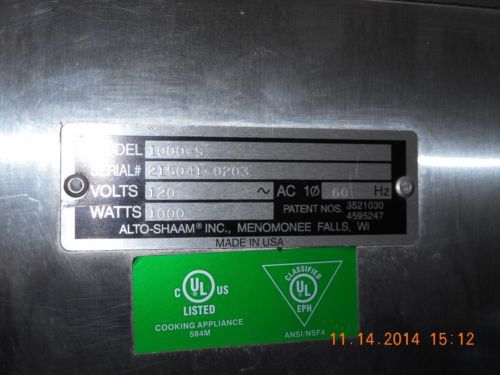 MODEL 1000-S
SERIAL# 215041-0203
VOLTS 120 ~ AC 1Ø 60 Hz
WATTS 1000 PATENT NOS. 3521030
4595247
ALTO-SHAAM® INC., MENOMONEE FALLS, WI
MADE IN USA
C UL US
LISTED
COOKING APPLIANCE
584M
CLASSIFIED
UL
EPH
ANSI/NSF4
11.14.2014 15:12